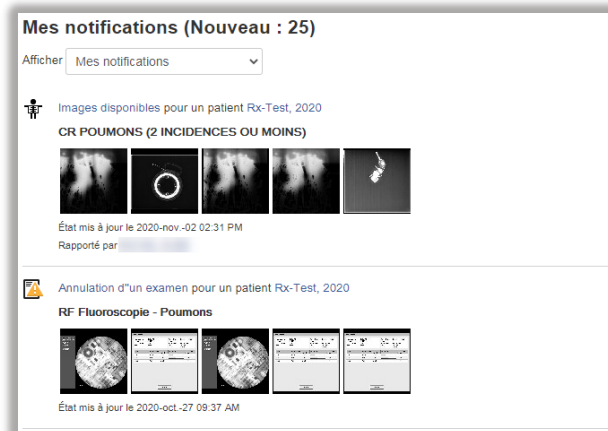 Mes notifications (Nouveau : 25)
Afficher Mes notifications
Images disponibles pour un patient Rx-Test, 2020
CR POUMONS (2 INCIDENCES OU MOINS)
État mis à jour le 2020-nov.-02 02:31 PM
Rapporté par
Annulation d"un examen pour un patient Rx-Test, 2020
RF Fluoroscopie - Poumons
État mis à jour le 2020-oct.-27 09:37 AM